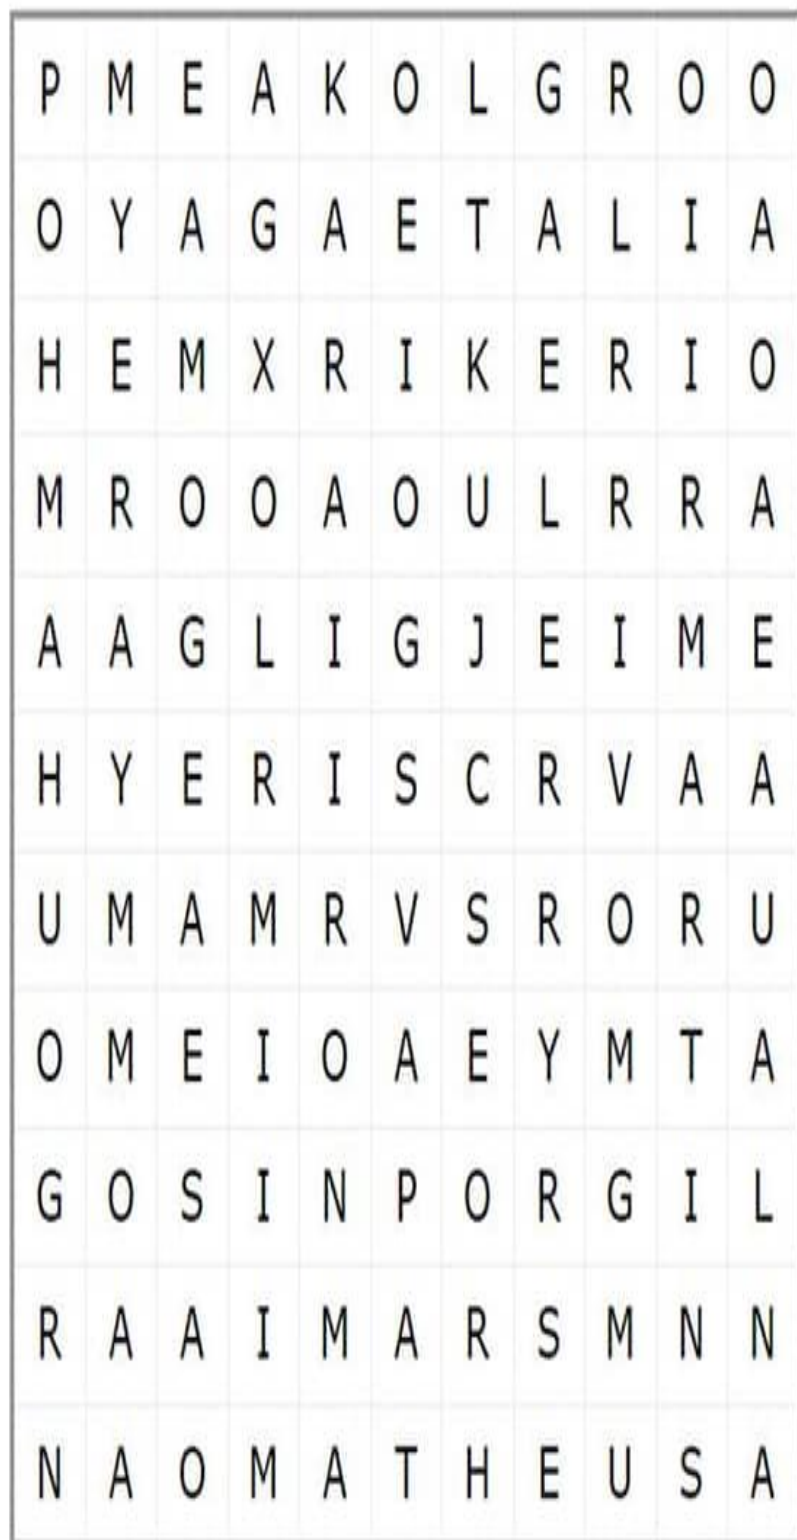 P M E A K O L G R O O
O Y A G A E T A L I A
H E M X R I K E R I O
M R O O A O U L R R A
A A G L I G J E I M E
H Y E R I S C R V A A
U M A M R V S R O R U
O M E I O A E Y M T A
G O S I N P O R G I L
R A A I M A R S M N N
N A O M A T H E U S A